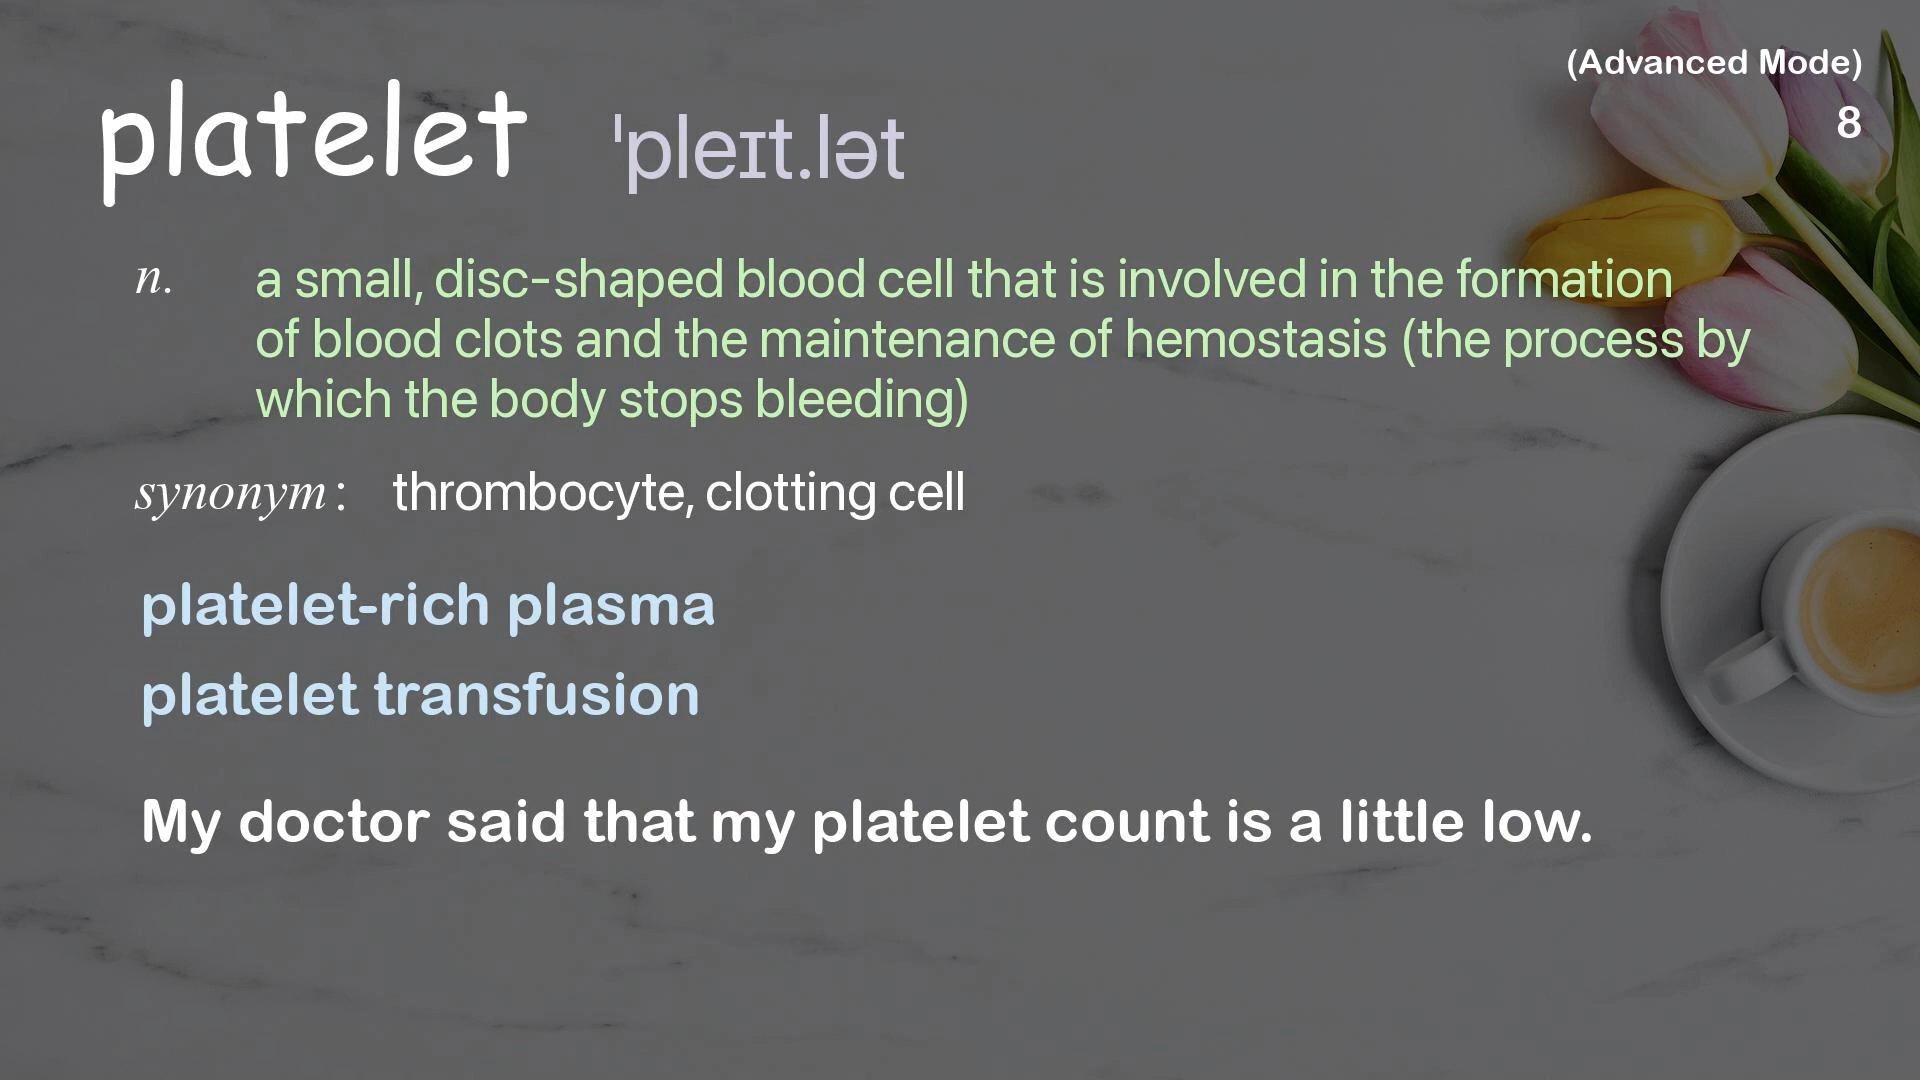 (Advanced Mode)
8
platelet ˈpleɪt.lət
n. a small, disc-shaped blood cell that is involved in the formation
of blood clots and the maintenance of hemostasis (the process by
which the body stops bleeding)
synonym: thrombocyte, clotting cell
platelet-rich plasma
platelet transfusion
My doctor said that my platelet count is a little low.